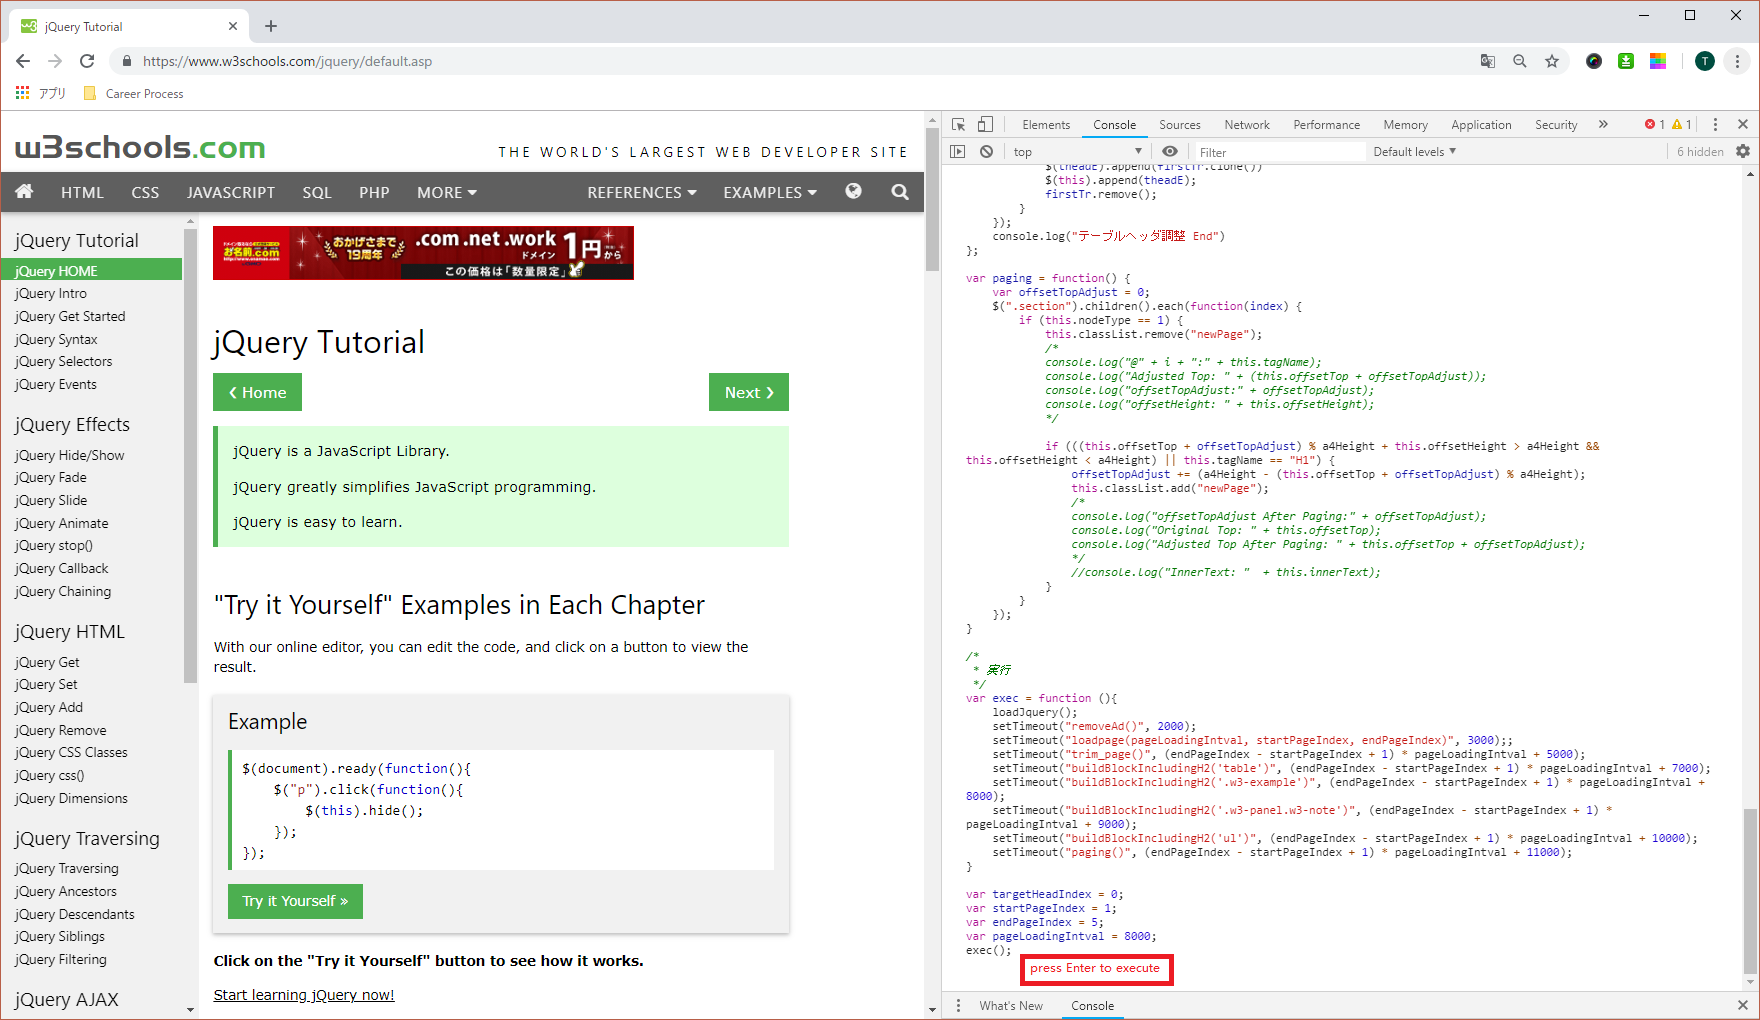 jQuery Tutorial
https://www.w3schools.com/jquery/default.asp
T
アプリ
Career Process
w3schools.com
THE WORLD'S LARGEST WEB DEVELOPER SITE
HTML CSS JAVASCRIPT SQL PHP MORE REFERENCES EXAMPLES
jQuery Tutorial
jQuery HOME
jQuery Intro
jQuery Get Started
jQuery Syntax
jQuery Selectors
jQuery Events
jQuery Effects
jQuery Hide/Show
jQuery Fade
jQuery Slide
jQuery Animate
jQuery stop()
jQuery Callback
jQuery Chaining
jQuery HTML
jQuery Get
jQuery Set
jQuery Add
jQuery Remove
jQuery CSS Classes
jQuery css()
jQuery Dimensions
jQuery Traversing
jQuery Traversing
jQuery Ancestors
jQuery Descendants
jQuery Siblings
jQuery Filtering
jQuery AJAX
お名前.com
おかげさまで
19周年
.com .net .work 1円から
ドメイン
この価格は「数量限定」
jQuery Tutorial
❮ Home
Next ❯
jQuery is a JavaScript Library.
jQuery greatly simplifies JavaScript programming.
jQuery is easy to learn.
"Try it Yourself" Examples in Each Chapter
With our online editor, you can edit the code, and click on a button to view the
result.
Example
$(document).ready(function(){
$("p").click(function(){
$(this).hide();
});
});
Try it Yourself »
Click on the "Try it Yourself" button to see how it works.
Start learning jQuery now!
Elements Console Sources Network Performance Memory Application Security » 1 1
top Filter Default levels 6 hidden
$(theadE).append(firstTr.clone())
$(this).append(theadE);
firstTr.remove();
}
});
console.log("テーブルヘッダ調整 End")
};
var paging = function() {
var offsetTopAdjust = 0;
$(".section").children().each(function(index) {
if (this.nodeType == 1) {
this.classList.remove("newPage");
/*
console.log("@" + i + ":" + this.tagName);
console.log("Adjusted Top: " + (this.offsetTop + offsetTopAdjust));
console.log("offsetTopAdjust:" + offsetTopAdjust);
console.log("offsetHeight: " + this.offsetHeight);
*/
if (((this.offsetTop + offsetTopAdjust) % a4Height + this.offsetHeight > a4Height &&
this.offsetHeight < a4Height) || this.tagName == "H1") {
offsetTopAdjust += (a4Height - (this.offsetTop + offsetTopAdjust) % a4Height);
this.classList.add("newPage");
/*
console.log("offsetTopAdjust After Paging:" + offsetTopAdjust);
console.log("Original Top: " + this.offsetTop);
console.log("Adjusted Top After Paging: " + this.offsetTop + offsetTopAdjust);
*/
//console.log("InnerText: "  + this.innerText);
}
}
});
}
/*
* 実行
*/
var exec = function (){
loadJquery();
setTimeout("removeAd()", 2000);
setTimeout("loadpage(pageLoadingIntval, startPageIndex, endPageIndex)", 3000);;
setTimeout("trim_page()", (endPageIndex - startPageIndex + 1) * pageLoadingIntval + 5000);
setTimeout("buildBlockIncludingH2('table')", (endPageIndex - startPageIndex + 1) * pageLoadingIntval + 7000);
setTimeout("buildBlockIncludingH2('.w3-example')", (endPageIndex - startPageIndex + 1) * pageLoadingIntval +
8000);
setTimeout("buildBlockIncludingH2('.w3-panel.w3-note')", (endPageIndex - startPageIndex + 1) *
pageLoadingIntval + 9000);
setTimeout("buildBlockIncludingH2('ul')", (endPageIndex - startPageIndex + 1) * pageLoadingIntval + 10000);
setTimeout("paging()", (endPageIndex - startPageIndex + 1) * pageLoadingIntval + 11000);
}
var targetHeadIndex = 0;
var startPageIndex = 1;
var endPageIndex = 5;
var pageLoadingIntval = 8000;
exec();
press Enter to execute
What's New Console